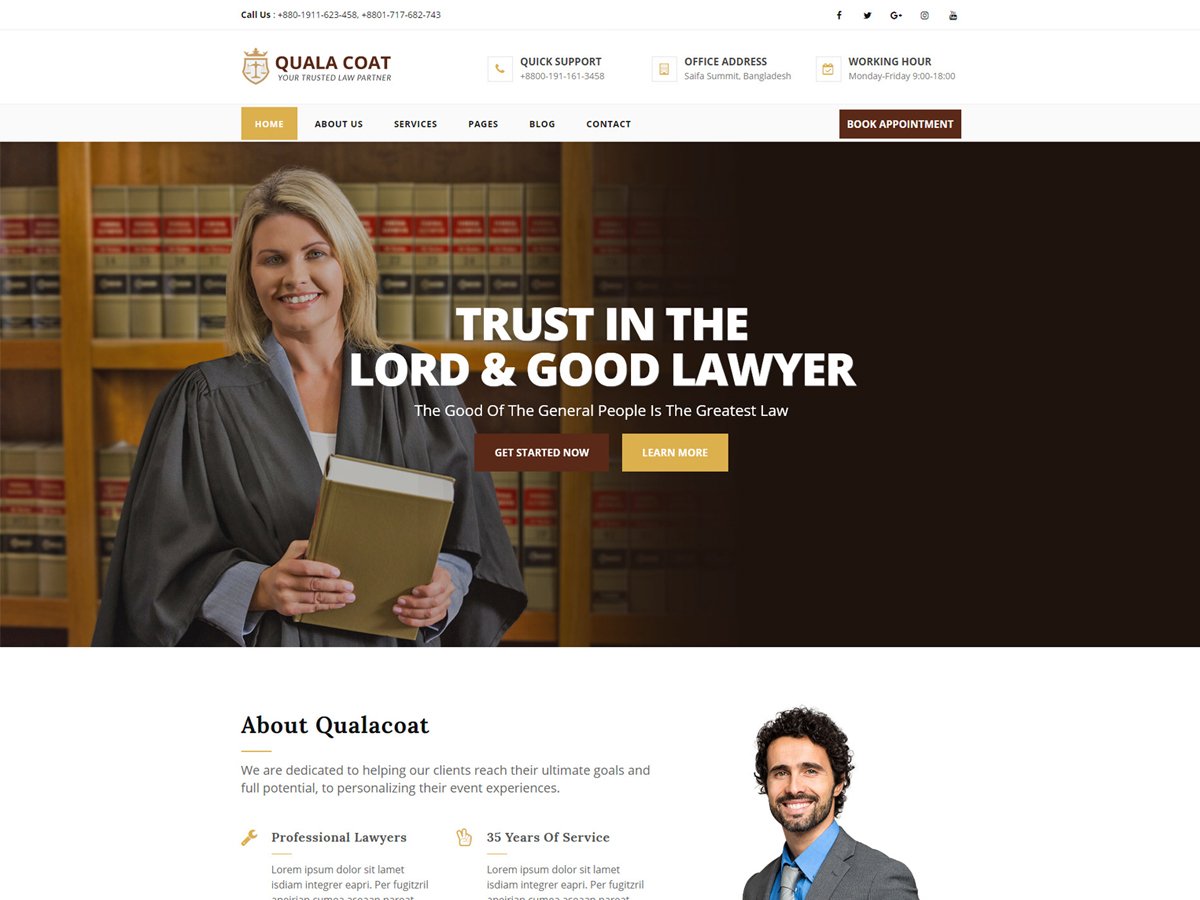 Call Us : +880-1911-623-458, +8801-717-682-743
QUALA COAT
YOUR TRUSTED LAW PARTNER
QUICK SUPPORT
+8800-191-161-3458
OFFICE ADDRESS
Saifa Summit, Bangladesh
WORKING HOUR
Monday-Friday 9:00-18:00
HOME ABOUT US SERVICES PAGES BLOG CONTACT BOOK APPOINTMENT
TRUST IN THE
LORD & GOOD LAWYER
The Good Of The General People Is The Greatest Law
GET STARTED NOW LEARN MORE
About Qualacoat
We are dedicated to helping our clients reach their ultimate goals and
full potential, to personalizing their event experiences.
Professional Lawyers
Lorem ipsum dolor sit lamet
isdiam integrer eapri. Per fugitzril
35 Years Of Service
Lorem ipsum dolor sit lamet
isdiam integrer eapri. Per fugitzril